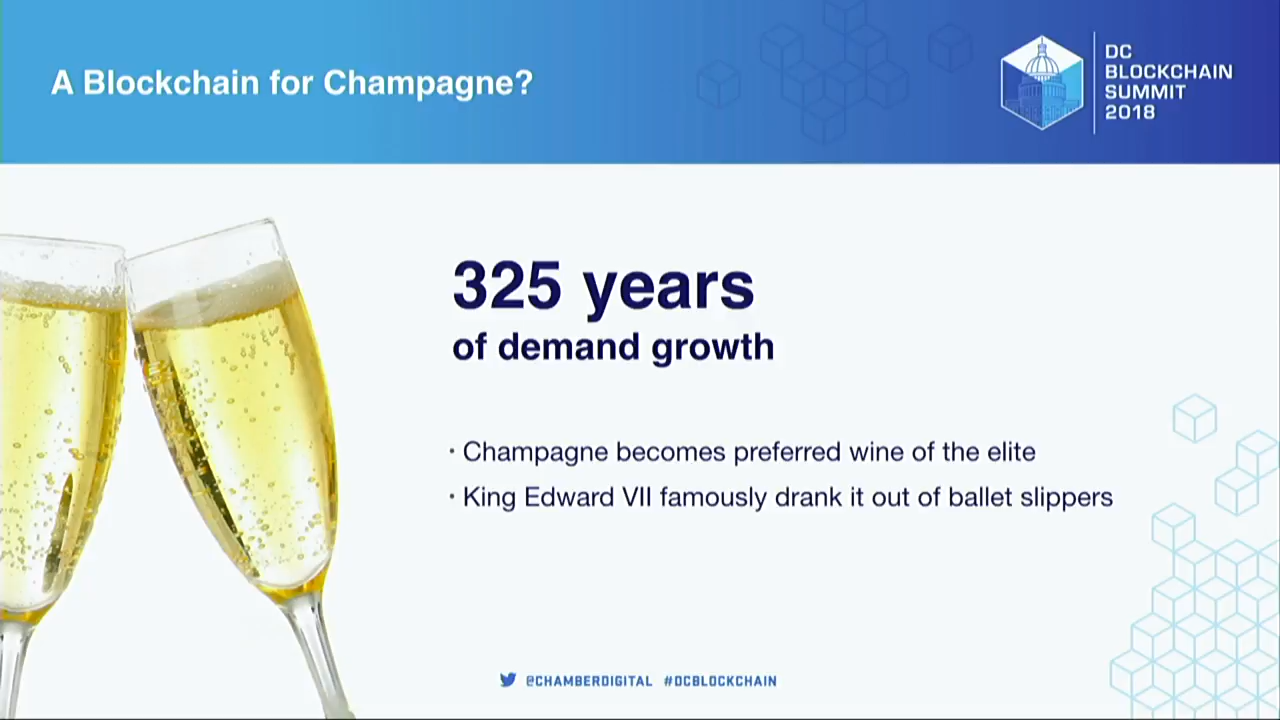 A Blockchain for Champagne?
DC
BLOCKCHAIN
SUMMIT
2018
325 years
of demand growth
· Champagne becomes preferred wine of the elite
· King Edward VII famously drank it out of ballet slippers
@CHAMBERDIGITAL #DCBLOCKCHAIN